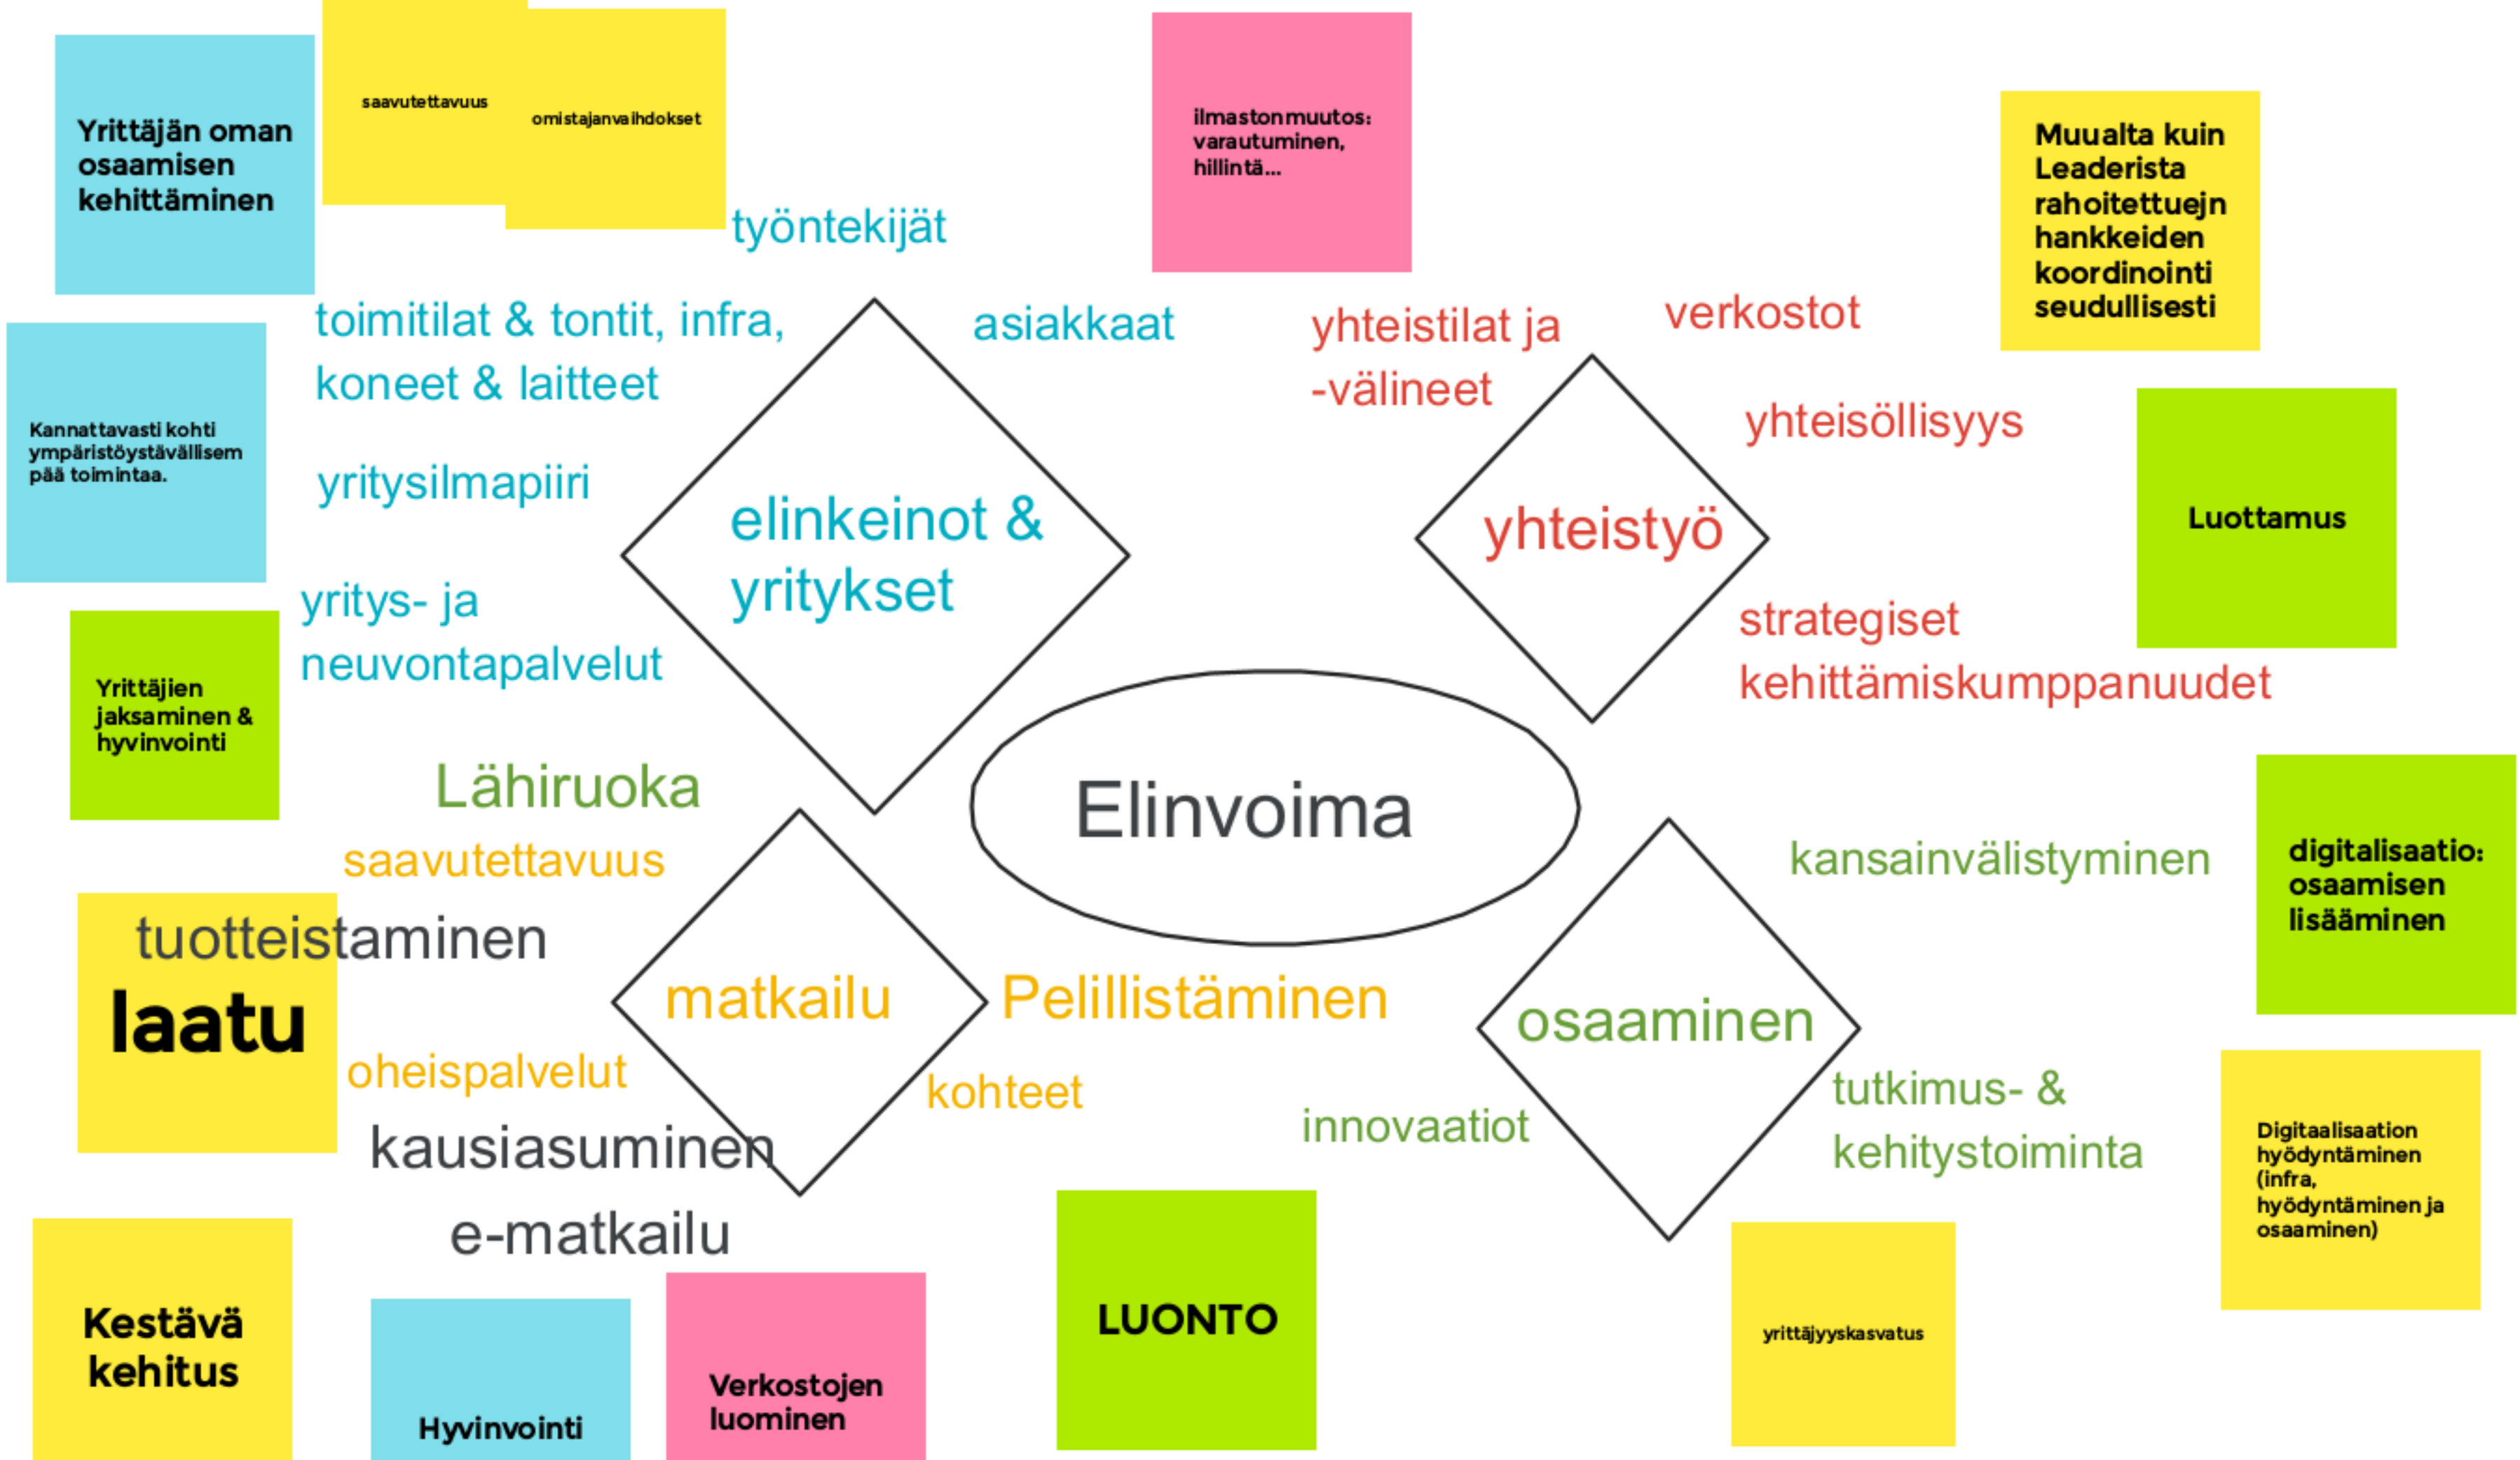 Yrittäjän oman
osaamisen
kehittäminen
saavutettavuus
omistajanvaihdokset
työntekijät
ilmastonmuutos:
varautuminen,
hillintä...
Muualta kuin
Leaderista
rahoitettuejn
hankkeiden
koordinointi
seudullisesti
toimitilat & tontit, infra,
koneet & laitteet
asiakkaat
yhteistilat ja
-välineet
verkostot
yhteisöllisyys
Kannattavasti kohti
ympäristöystävällisem
pää toimintaa.
yritysilmapiiri
elinkeinot &
yritykset
yhteistyö
Luottamus
yritys- ja
neuvontapalvelut
strategiset
kehittämiskumppanuudet
Yrittäjien
jaksaminen &
hyvinvointi
Lähiruoka
Elinvoima
saavutettavuus
kansainvälistyminen
digitalisaatio:
osaamisen
lisääminen
tuotteistaminen
laatu
matkailu
Pelillistäminen
osaaminen
oheispalvelut
kohteet
innovaatiot
tutkimus- &
kehitystoiminta
kausiasuminen
Digitaalisaation
hyödyntäminen
(infra,
hyödyntäminen ja
osaaminen)
e-matkailu
Kestävä
kehitus
Hyvinvointi
Verkostojen
luominen
LUONTO
yrittäjyyskasvatus